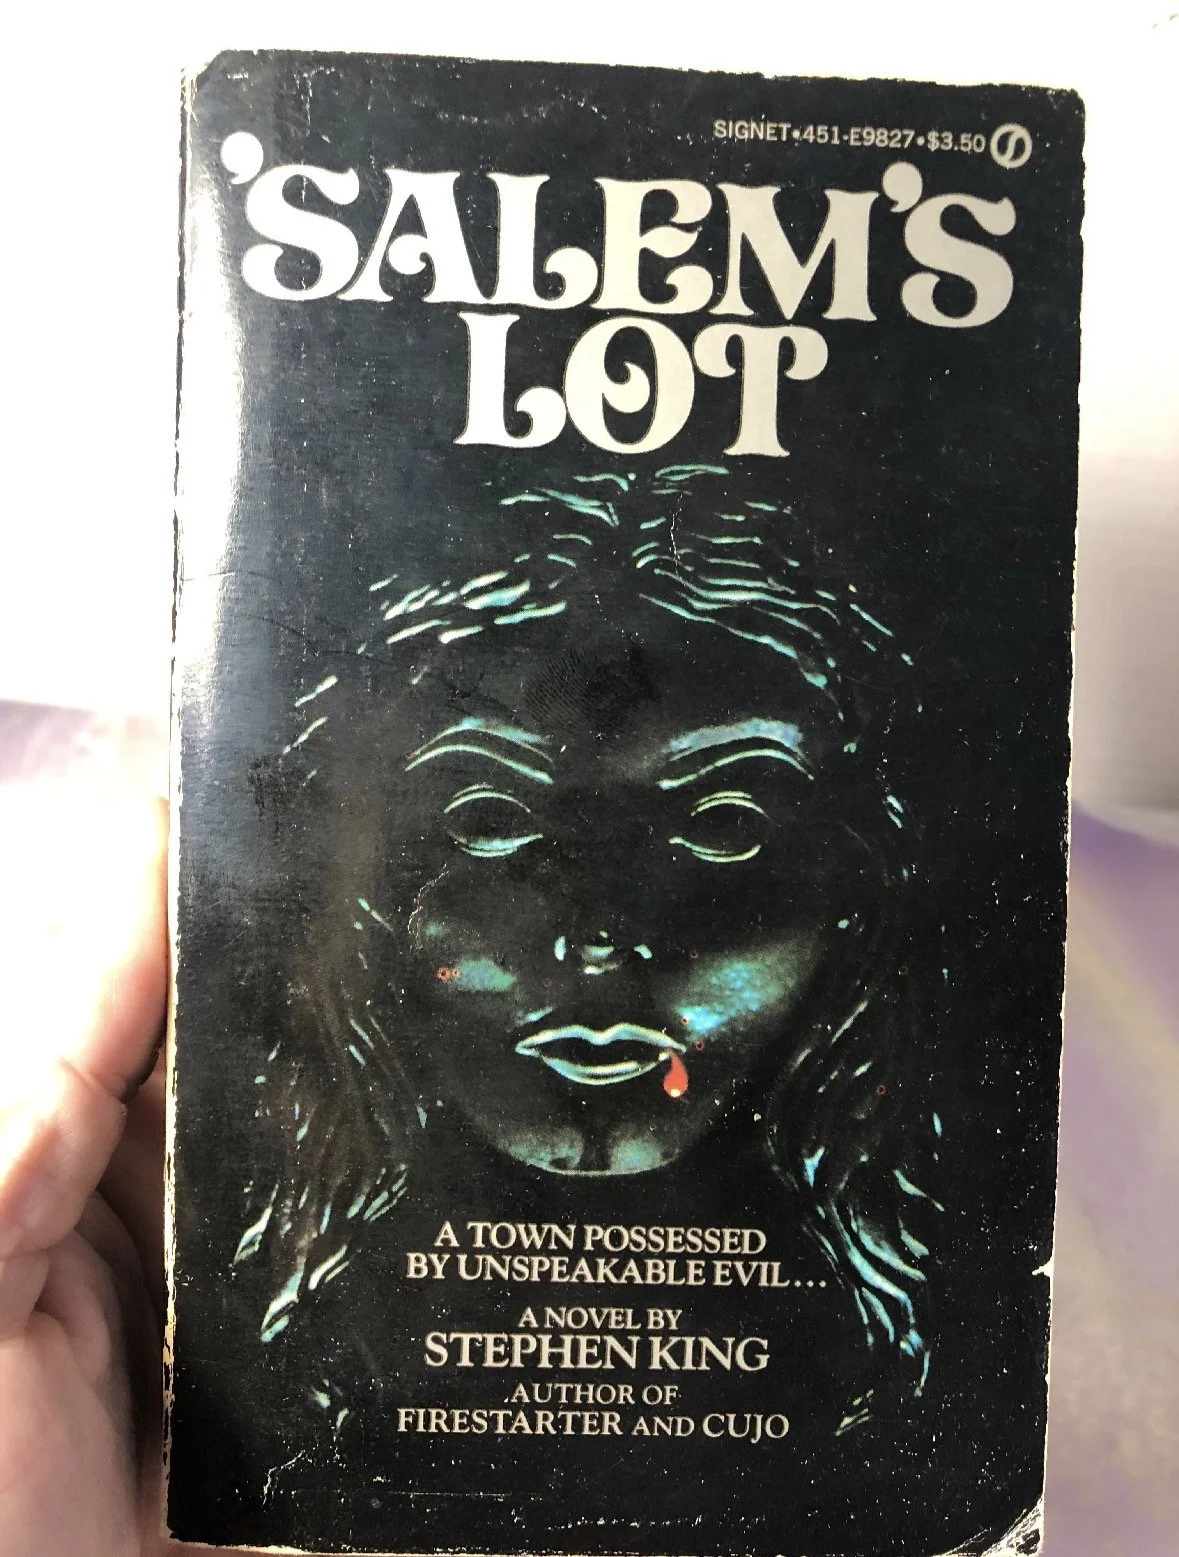 SIGNET•451-E9827•$3.50
'SALEM'S
LOT
A TOWN POSSESSED
BY UNSPEAKABLE EVIL...
A NOVEL BY
STEPHEN KING
AUTHOR OF
FIRESTARTER AND CUJO